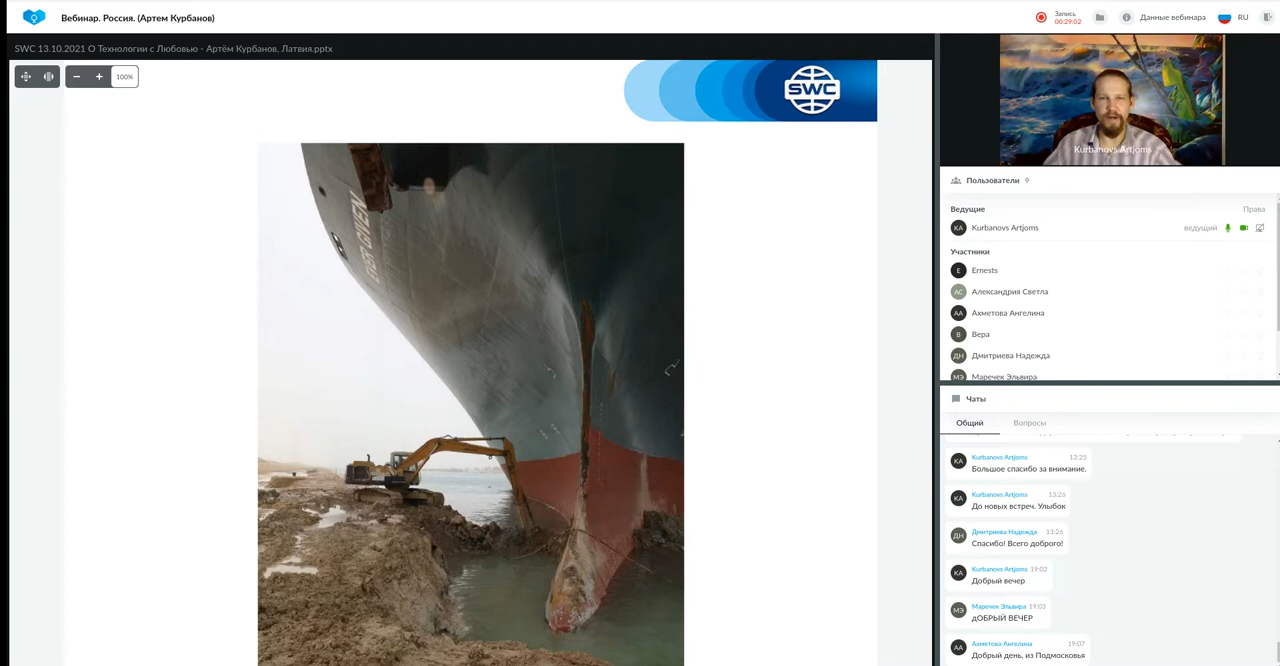 Вебинар. Россия. (Артем Курбанов)
Запись
00:29:02
Данные вебинара
RU
SWC 13.10.2021 О Технологии с Любовью - Артём Курбанов, Латвия.pptx
100%
SWC
EVER GIVEN
Kurbanovs Artjoms
Пользователи 9
Ведущие
Права
KA
Kurbanovs Artjoms
ведущий
Участники
E
Ernests
АС
Александрия Светла
АА
Ахметова Ангелина
В
Вера
ДН
Дмитриева Надежда
МЭ
Маречек Эльвира
Чаты
Общий
Вопросы
KA
Kurbanovs Artjoms 13:25
Большое спасибо за внимание.
KA
Kurbanovs Artjoms 13:26
До новых встреч. Улыбок
ДН
Дмитриева Надежда 13:26
Спасибо! Всего доброго!
KA
Kurbanovs Artjoms 19:02
Добрый вечер
МЭ
Маречек Эльвира 19:03
дОБРЫЙ ВЕЧЕР
АА
Ахметова Ангелина 19:07
Добрый день, из Подмосковья